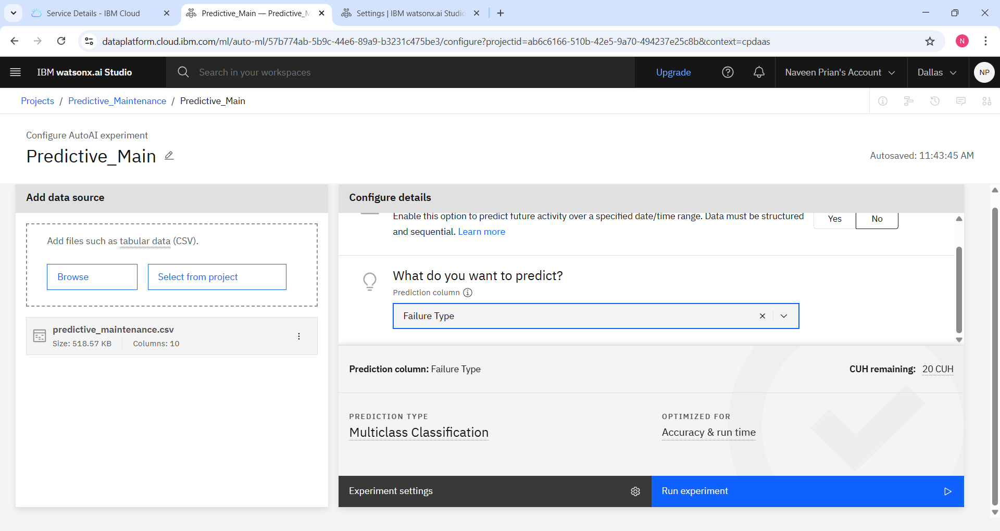 Service Details - IBM Cloud
Predictive_Main — Predictive_M
Settings | IBM watsonx.ai Studio
dataplatform.cloud.ibm.com/ml/auto-ml/57b774ab-5b9c-44e6-89a9-b3231c475be3/configure?projectid=ab6c6166-510b-42e5-9a70-494237e25c8b&context=cpdaas
N
IBM watsonx.ai Studio
Search in your workspaces
Upgrade
Naveen Prian's Account
Dallas
NP
Projects / Predictive_Maintenance / Predictive_Main
Configure AutoAI experiment
Predictive_Main
Autosaved: 11:43:45 AM
Add data source
Add files such as tabular data (CSV).
Browse
Select from project
predictive_maintenance.csv
Size: 518.57 KB
Columns: 10
Configure details
Enable this option to predict future activity over a specified date/time range. Data must be structured
and sequential. Learn more
Yes
No
What do you want to predict?
Prediction column
Failure Type
Prediction column: Failure Type
CUH remaining: 20 CUH
PREDICTION TYPE
Multiclass Classification
OPTIMIZED FOR
Accuracy & run time
Experiment settings
Run experiment